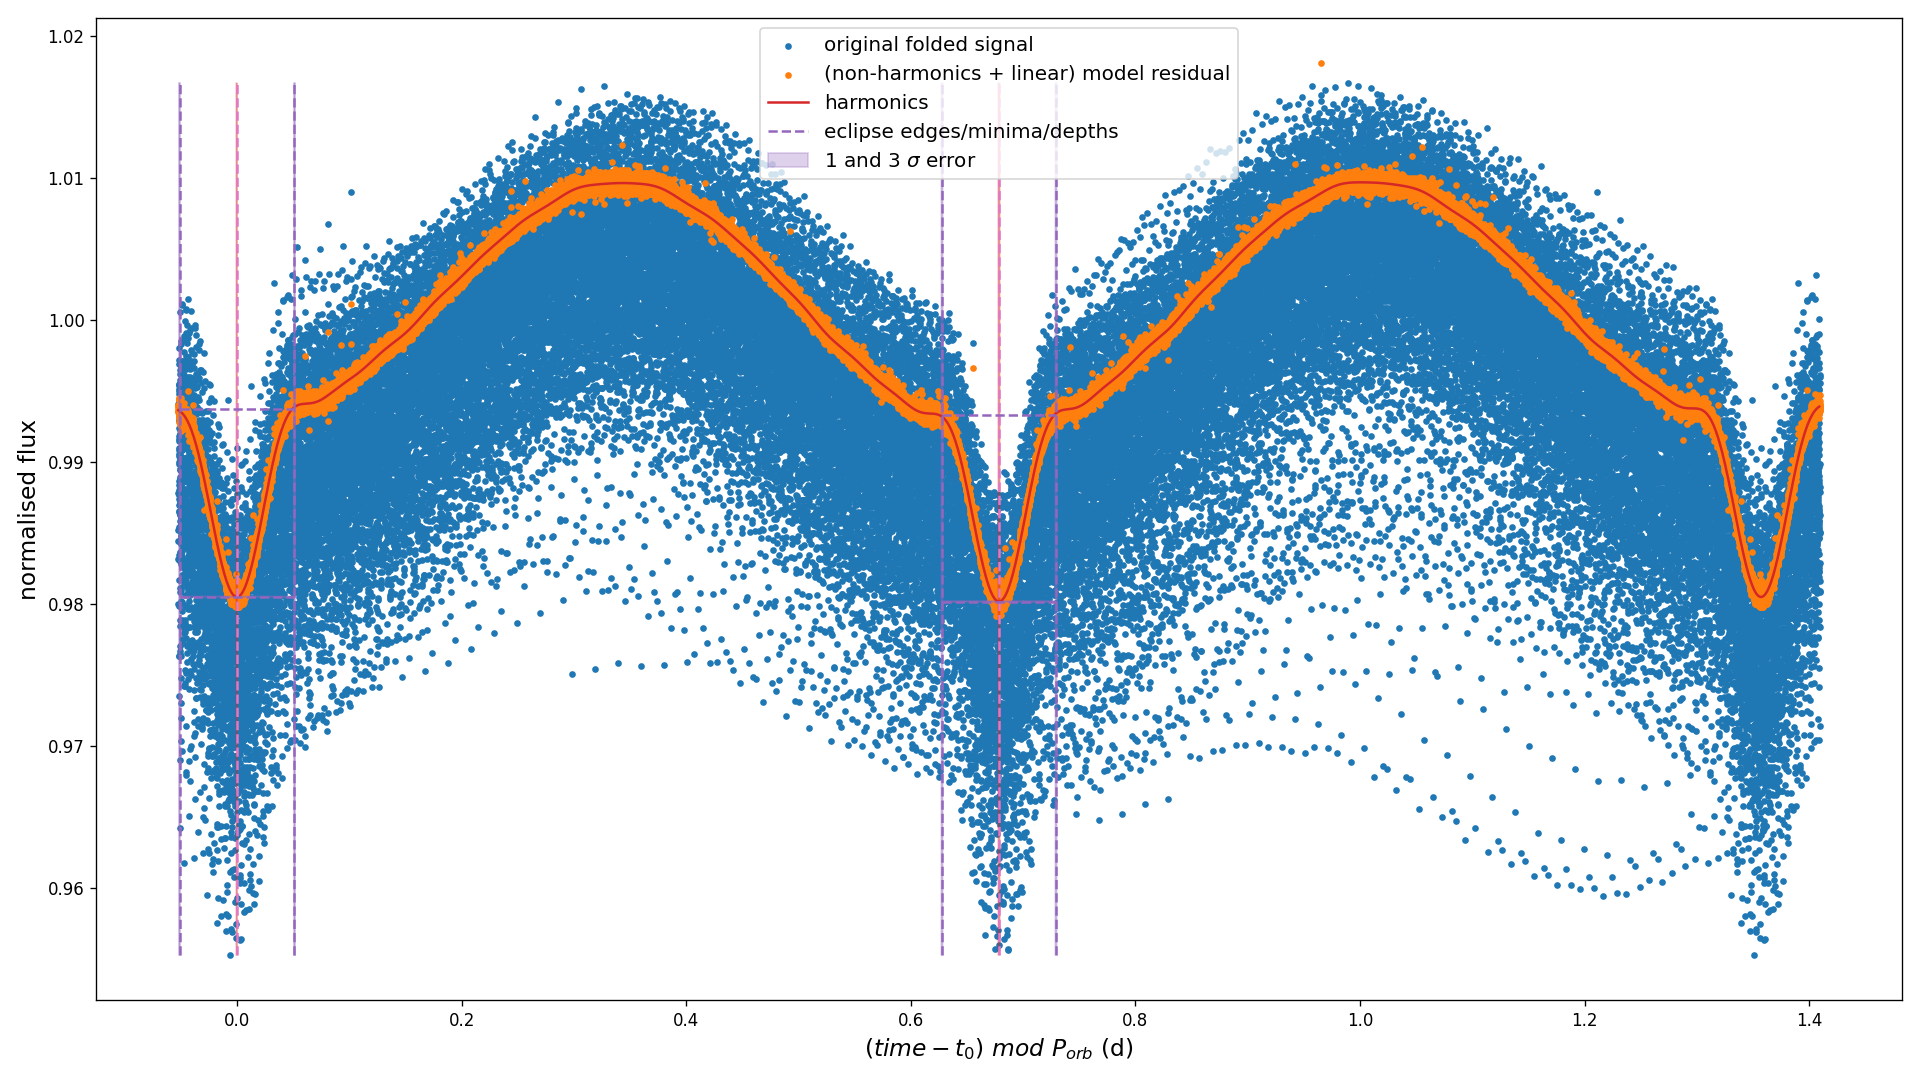 original folded signal
(non-harmonics + linear) model residual
harmonics
eclipse edges/minima/depths
1 and 3 σ error
normalised flux
1.02
1.01
1.00
0.99
0.98
0.97
0.96
0.0 0.2 0.4 0.6 0.8 1.0 1.2 1.4
(time − t₀) mod P_orb (d)